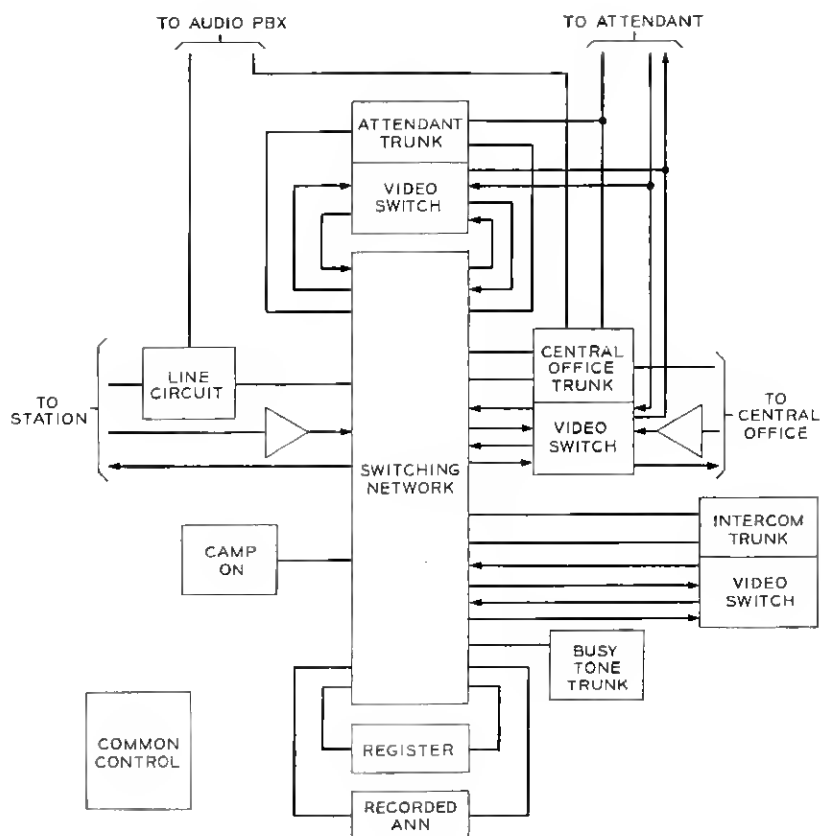 TO AUDIO PBX
TO ATTENDANT
ATTENDANT
TRUNK
VIDEO
SWITCH
LINE
CIRCUIT
CENTRAL
OFFICE
TRUNK
TO
STATION
TO
CENTRAL
OFFICE
VIDEO
SWITCH
SWITCHING
NETWORK
INTERCOM
TRUNK
CAMP
ON
VIDEO
SWITCH
BUSY
TONE
TRUNK
COMMON
CONTROL
REGISTER
RECORDED
ANN